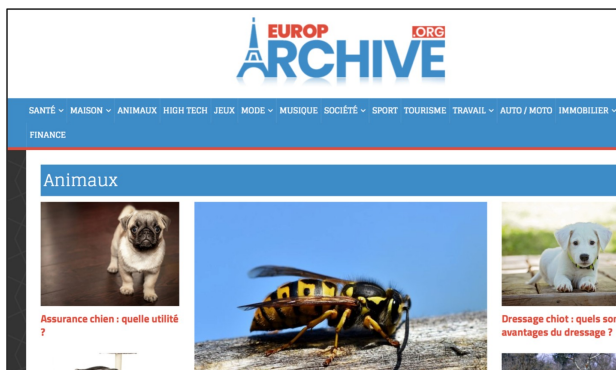 EUROP .ORG
ARCHIVE
SANTÉ MAISON ANIMAUX HIGH TECH JEUX MODE MUSIQUE SOCIÉTÉ SPORT TOURISME TRAVAIL AUTO / MOTO IMMOBILIER
FINANCE
Animaux
Assurance chien : quelle utilité
?
Dressage chiot : quels
avantages du dressage ?